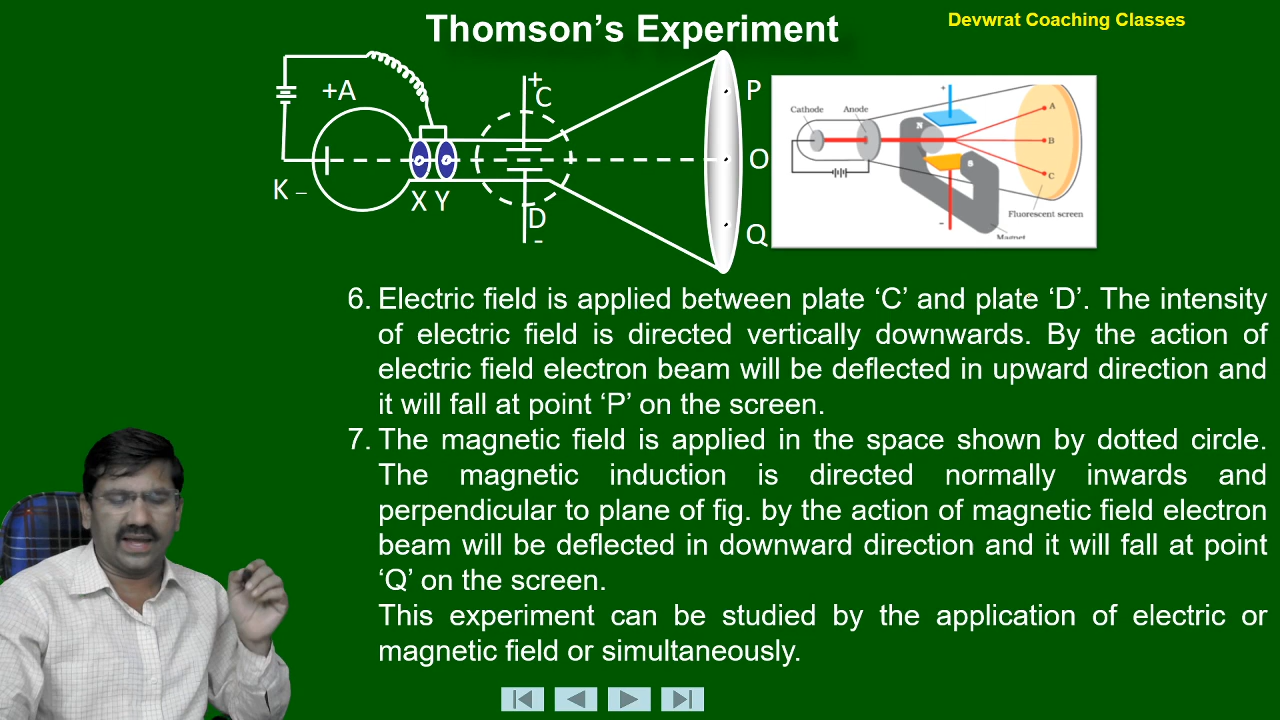 Thomson's Experiment
Devwrat Coaching Classes
+A
K –
X Y
+
C
D
-
P
O
Q
Cathode
Anode
+
N
S
A
B
C
–
Fluorescent screen
Magnet
6. Electric field is applied between plate ‘C’ and plate ‘D’. The intensity
of electric field is directed vertically downwards. By the action of
electric field electron beam will be deflected in upward direction and
it will fall at point ‘P’ on the screen.
7. The magnetic field is applied in the space shown by dotted circle.
The magnetic induction is directed normally inwards and
perpendicular to plane of fig. by the action of magnetic field electron
beam will be deflected in downward direction and it will fall at point
‘Q’ on the screen.
This experiment can be studied by the application of electric or
magnetic field or simultaneously.